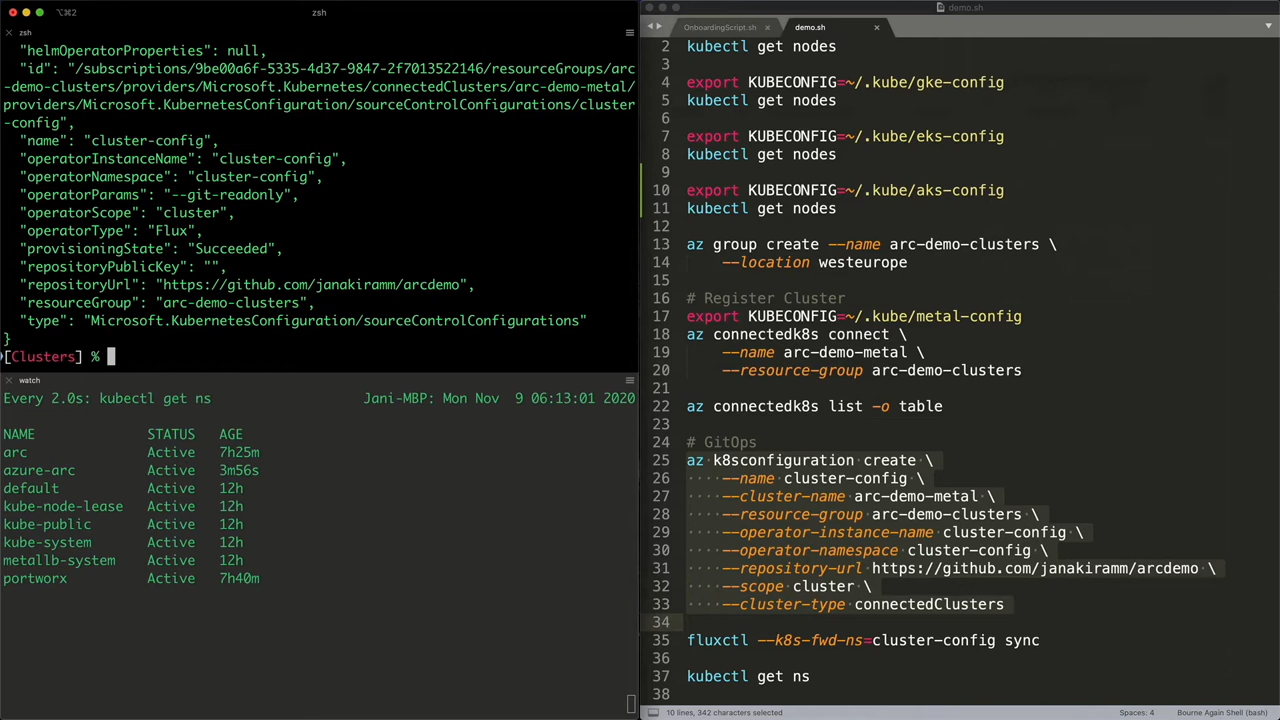 ⌥⌘2
zsh
zsh
"helmOperatorProperties": null,
"id": "/subscriptions/9be00a6f-5335-4d37-9847-2f7013522146/resourceGroups/arc
-demo-clusters/providers/Microsoft.Kubernetes/connectedClusters/arc-demo-metal/
providers/Microsoft.KubernetesConfiguration/sourceControlConfigurations/cluster
-config",
"name": "cluster-config",
"operatorInstanceName": "cluster-config",
"operatorNamespace": "cluster-config",
"operatorParams": "--git-readonly",
"operatorScope": "cluster",
"operatorType": "Flux",
"provisioningState": "Succeeded",
"repositoryPublicKey": "",
"repositoryUrl": "https://github.com/janakiramm/arcdemo",
"resourceGroup": "arc-demo-clusters",
"type": "Microsoft.KubernetesConfiguration/sourceControlConfigurations"
}
[Clusters] %
watch
Every 2.0s: kubectl get ns Jani-MBP: Mon Nov  9 06:13:01 2020
NAME STATUS AGE
arc Active 7h25m
azure-arc Active 3m56s
default Active 12h
kube-node-lease Active 12h
kube-public Active 12h
kube-system Active 12h
metallb-system Active 12h
portworx Active 7h40m
demo.sh
OnboardingScript.sh demo.sh
2 kubectl get nodes
3
4 export KUBECONFIG=~/.kube/gke-config
5 kubectl get nodes
6
7 export KUBECONFIG=~/.kube/eks-config
8 kubectl get nodes
9
10 export KUBECONFIG=~/.kube/aks-config
11 kubectl get nodes
12
13 az group create --name arc-demo-clusters \
14 --location westeurope
15
16 # Register Cluster
17 export KUBECONFIG=~/.kube/metal-config
18 az connectedk8s connect \
19 --name arc-demo-metal \
20 --resource-group arc-demo-clusters
21
22 az connectedk8s list -o table
23
24 # GitOps
25 az k8sconfiguration create \
26 --name cluster-config \
27 --cluster-name arc-demo-metal \
28 --resource-group arc-demo-clusters \
29 --operator-instance-name cluster-config \
30 --operator-namespace cluster-config \
31 --repository-url https://github.com/janakiramm/arcdemo \
32 --scope cluster \
33 --cluster-type connectedClusters
34
35 fluxctl --k8s-fwd-ns=cluster-config sync
36
37 kubectl get ns
38
10 lines, 342 characters selected Spaces: 4 Bourne Again Shell (bash)